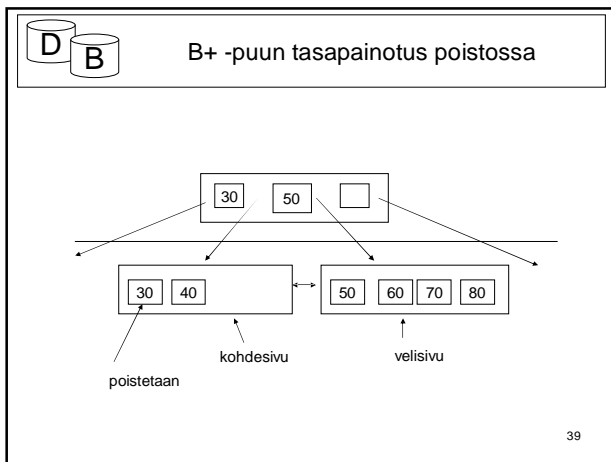 D B
B+ -puun tasapainotus poistossa
30 50
30 40 50 60 70 80
kohdesivu velisivu
poistetaan
39